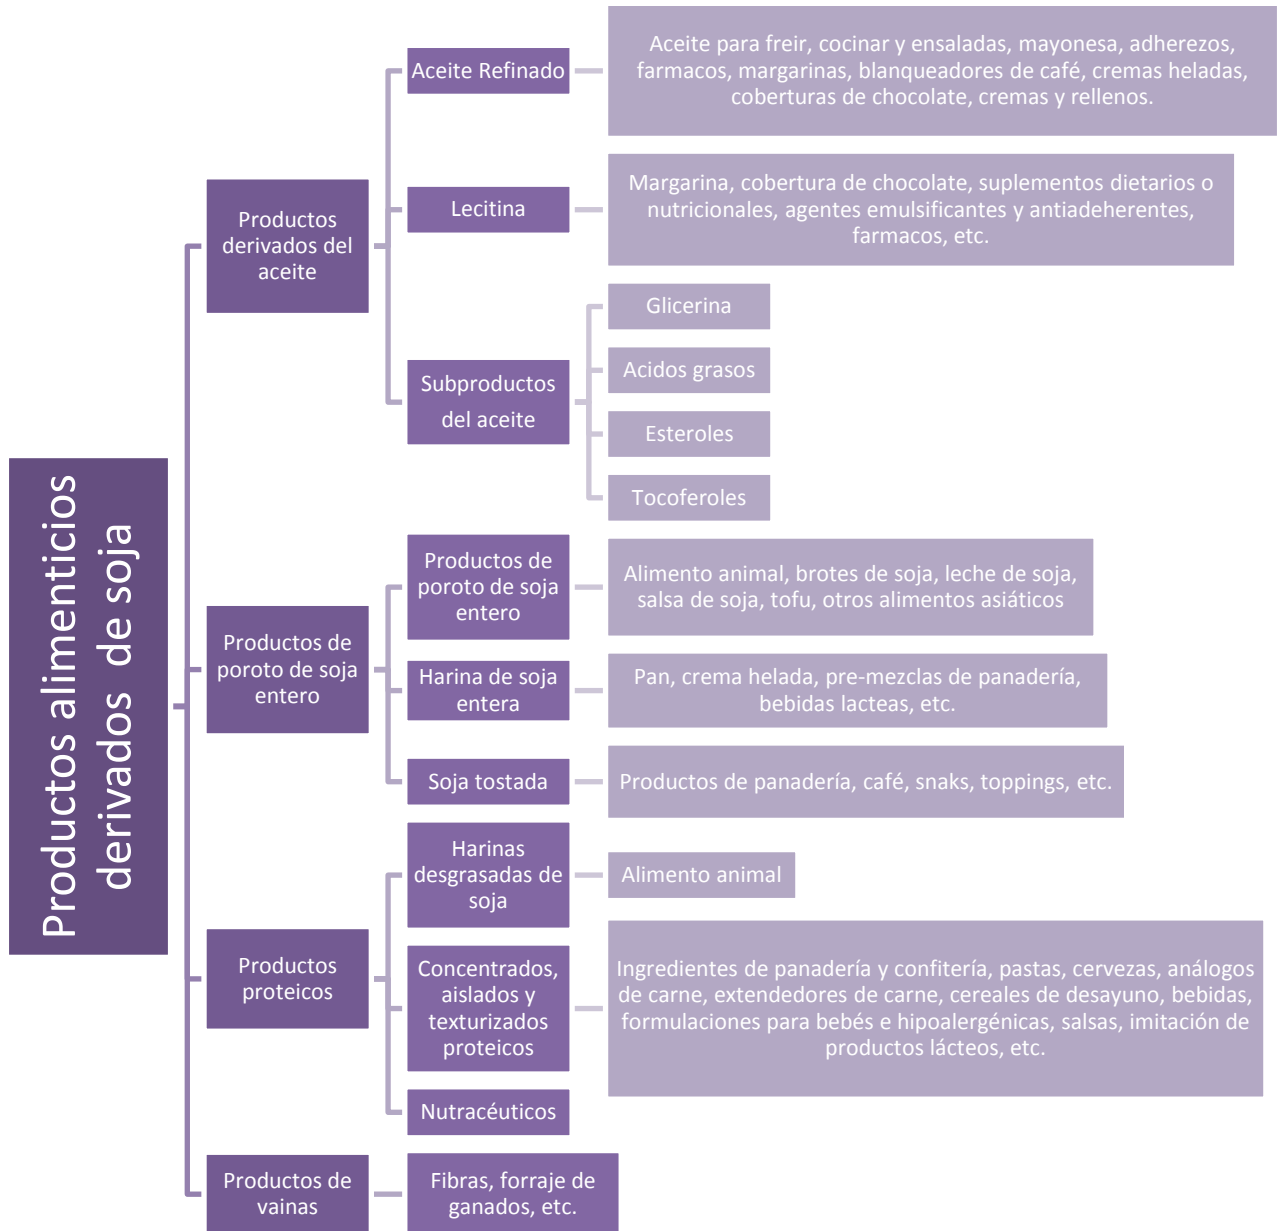 Productos alimenticios
derivados de soja
Productos
derivados del
aceite
Aceite Refinado
Aceite para freir, cocinar y ensaladas, mayonesa, adherezos,
farmacos, margarinas, blanqueadores de café, cremas heladas,
coberturas de chocolate, cremas y rellenos.
Lecitina
Margarina, cobertura de chocolate, suplementos dietarios o
nutricionales, agentes emulsificantes y antiadeherentes,
farmacos, etc.
Subproductos
del aceite
Glicerina
Acidos grasos
Esteroles
Tocoferoles
Productos de
poroto de soja
entero
Productos de
poroto de soja
entero
Alimento animal, brotes de soja, leche de soja,
salsa de soja, tofu, otros alimentos asiáticos
Harina de soja
entera
Pan, crema helada, pre-mezclas de panadería,
bebidas lacteas, etc.
Soja tostada
Productos de panadería, café, snaks, toppings, etc.
Productos
proteicos
Harinas
desgrasadas de
soja
Alimento animal
Concentrados,
aislados y
texturizados
proteicos
Ingredientes de panadería y confitería, pastas, cervezas, análogos
de carne, extendedores de carne, cereales de desayuno, bebidas,
formulaciones para bebés e hipoalergénicas, salsas, imitación de
productos lácteos, etc.
Nutracéuticos
Productos de
vainas
Fibras, forraje de
ganados, etc.